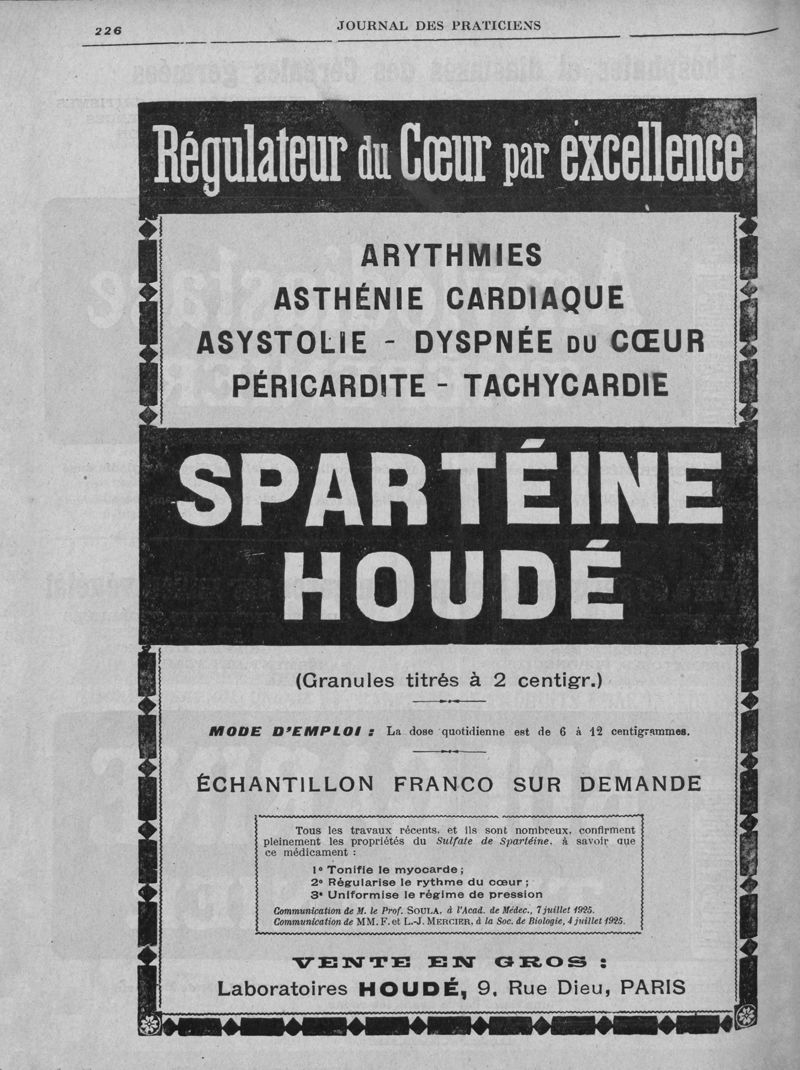 226
JOURNAL DES PRATICIENS
Régulateur du Cœur par excellence
ARYTHMIES
ASTHÉNIE CARDIAQUE
ASYSTOLIE - DYSPNÉE DU CŒUR
PÉRICARDITE - TACHYCARDIE
SPARTÉINE
HOUDÉ
(Granules titrés à 2 centigr.)
MODE D'EMPLOI : La dose quotidienne est de 6 à 12 centigrammes.
ÉCHANTILLON FRANCO SUR DEMANDE
Tous les travaux récents, et ils sont nombreux, confirment
pleinement les propriétés du Sulfate de Spartéine, à savoir que
ce médicament :
1º Tonifie le myocarde ;
2º Régularise le rythme du cœur ;
3º Uniformise le régime de pression
Communication de M. le Prof. SOULA, à l'Acad. de Médec., 7 juillet 1925.
Communication de MM. F. et L.-J. MERCIER, à la Soc. de Biologie, 4 juillet 1925.
VENTE EN GROS :
Laboratoires HOUDÉ, 9, Rue Dieu, PARIS